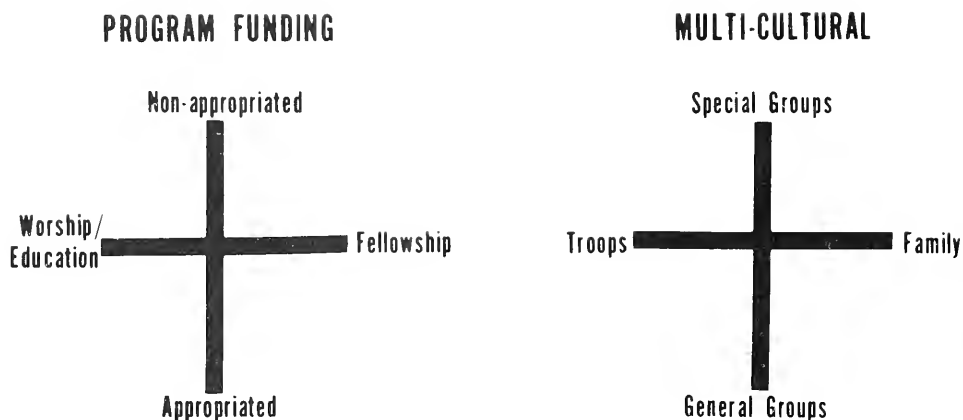 PROGRAM FUNDING
Non-appropriated
Worship/
Education
Fellowship
Appropriated
MULTI-CULTURAL
Special Groups
Troops
Family
General Groups